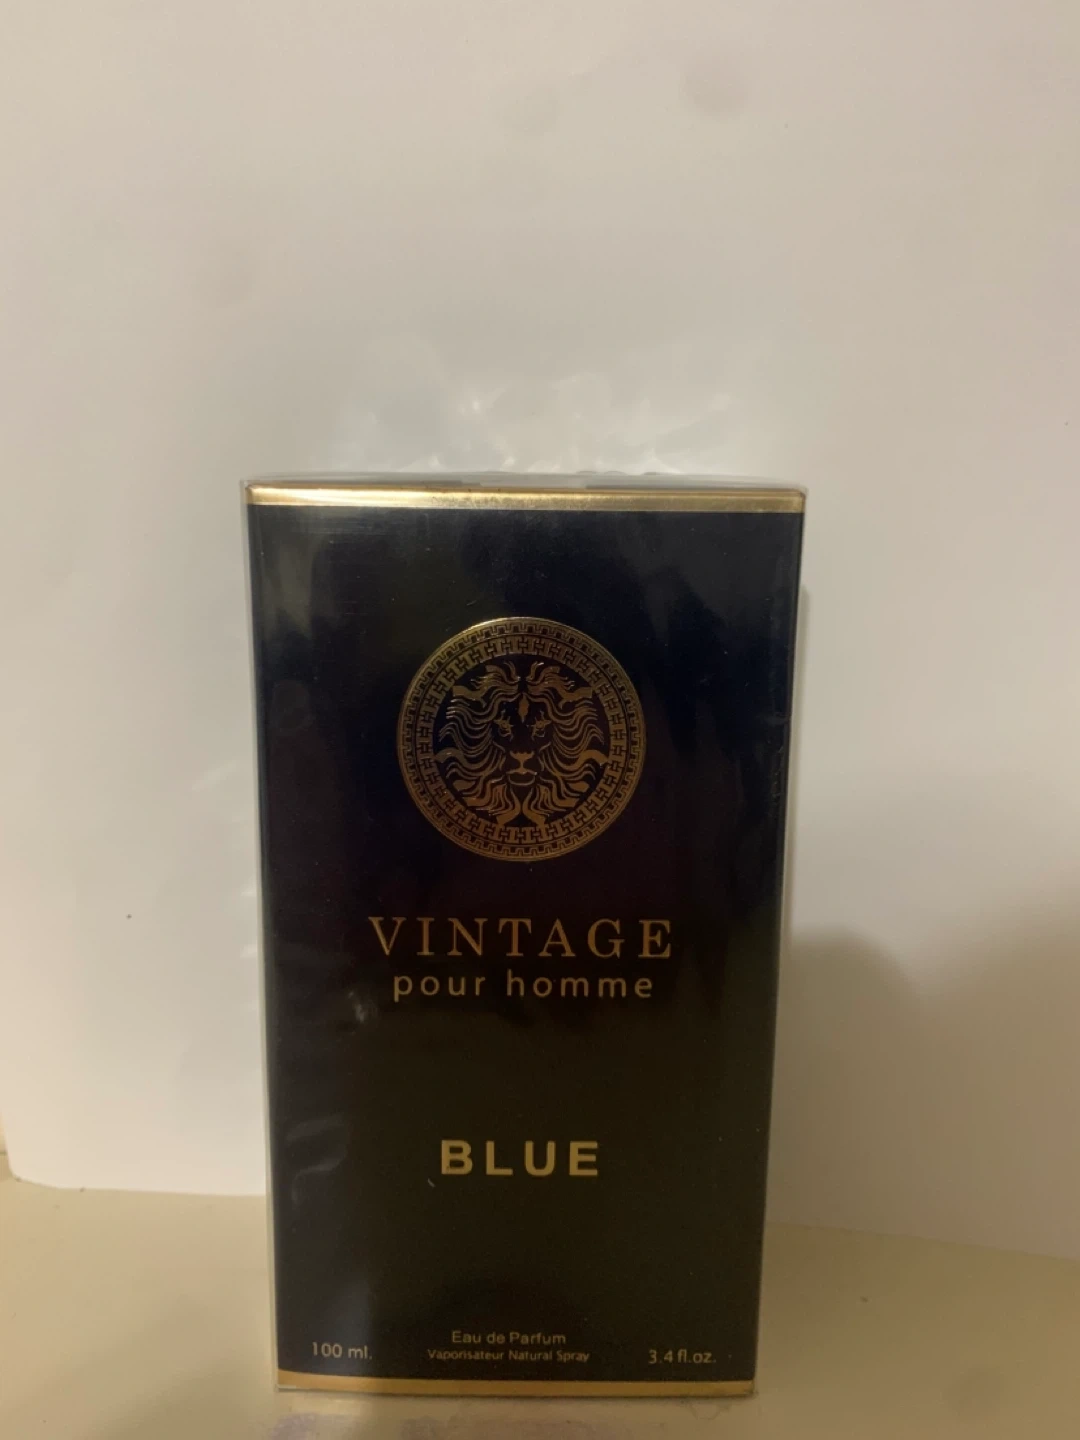 VINTAGE
pour homme
BLUE
Eau de Parfum
Vaporisateur Natural Spray
100 ml.
3.4 fl.oz.